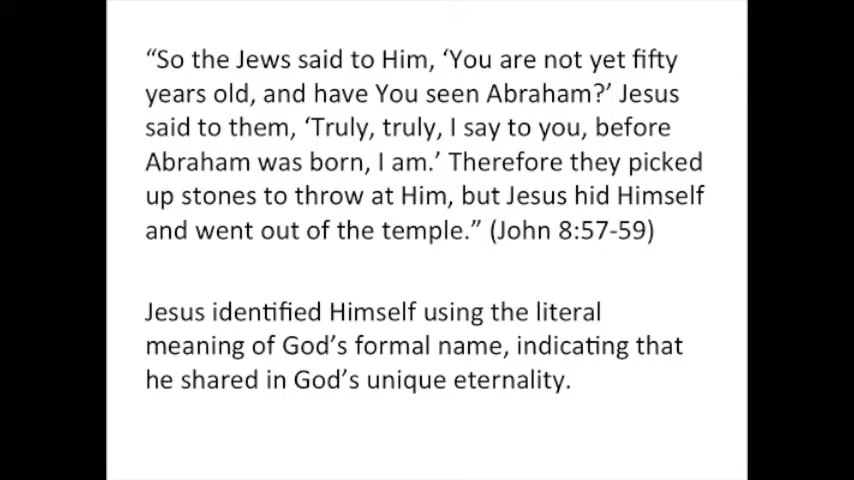 “So the Jews said to Him, ‘You are not yet fifty
years old, and have You seen Abraham?’ Jesus
said to them, ‘Truly, truly, I say to you, before
Abraham was born, I am.’ Therefore they picked
up stones to throw at Him, but Jesus hid Himself
and went out of the temple.” (John 8:57-59)
Jesus identified Himself using the literal
meaning of God’s formal name, indicating that
he shared in God’s unique eternality.